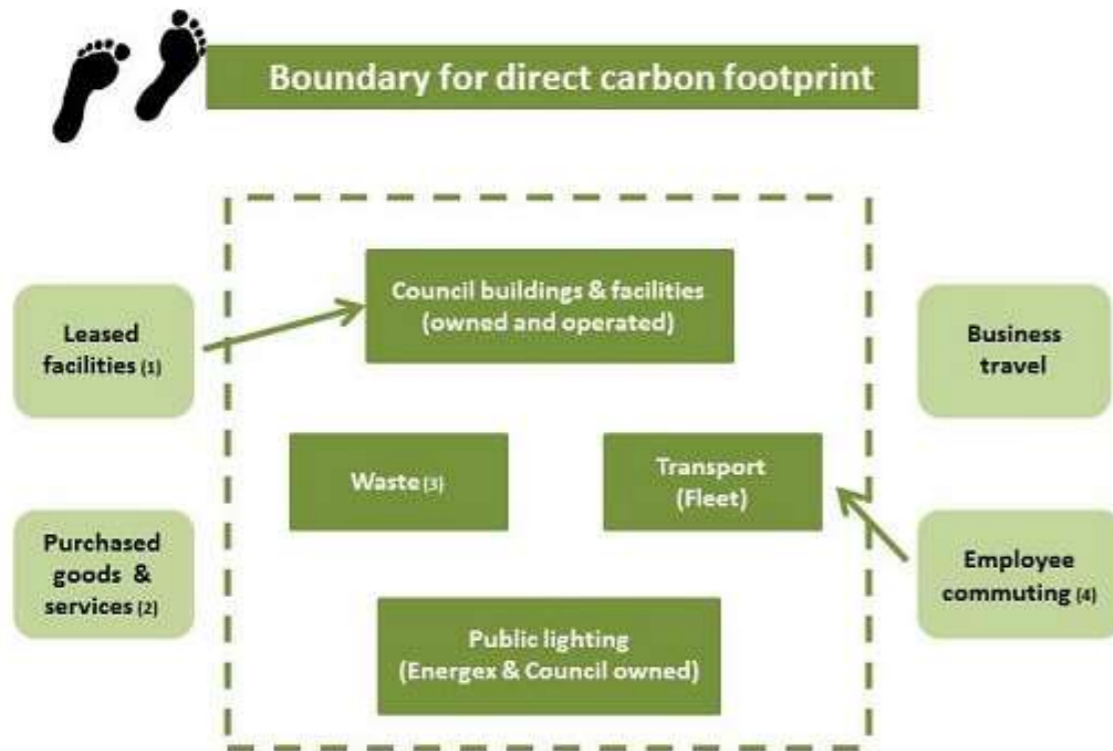 Boundary for direct carbon footprint
Council buildings & facilities
(owned and operated)
Leased
facilities (1)
Business
travel
Waste (3)
Transport
(Fleet)
Purchased
goods &
services (2)
Employee
commuting (4)
Public lighting
(Energex & Council owned)